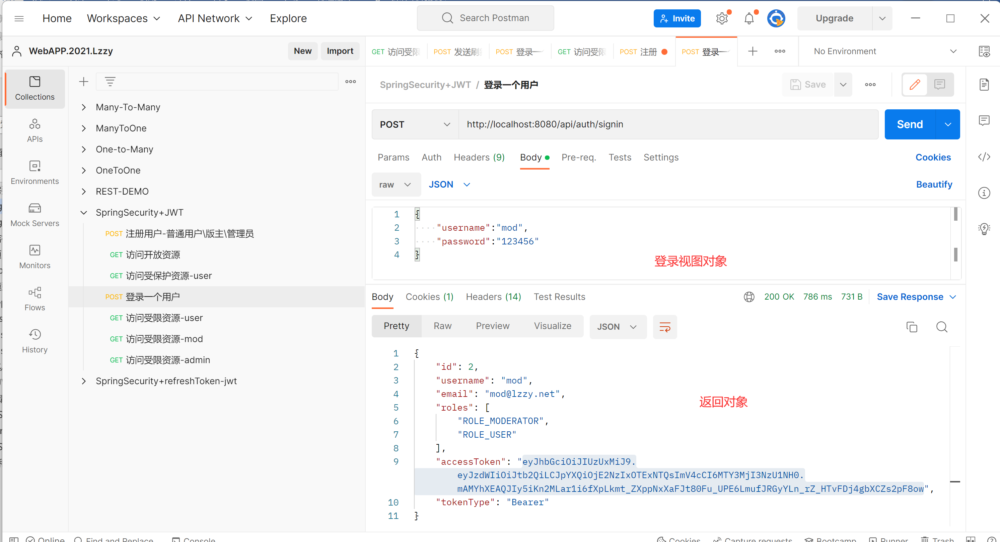 Home Workspaces API Network Explore Search Postman Invite Upgrade
WebAPP.2021.Lzzy New Import
GET 访问受限 POST 发送刷 POST 登录一 GET 访问受限 POST 注册 POST 登录一 No Environment
Collections
APIs
Environments
Mock Servers
Monitors
Flows
History
Many-To-Many
ManyToOne
One-to-Many
OneToOne
REST-DEMO
SpringSecurity+JWT
POST 注册用户-普通用户\版主\管理员
GET 访问开放资源
GET 访问受保护资源-user
POST 登录一个用户
GET 访问受限资源-user
GET 访问受限资源-mod
GET 访问受限资源-admin
SpringSecurity+refreshToken-jwt
SpringSecurity+JWT / 登录一个用户 Save
POST http://localhost:8080/api/auth/signin Send
Params Auth Headers (9) Body Pre-req. Tests Settings Cookies
raw JSON Beautify
1 {
2 "username":"mod",
3 "password":"123456"
4 }
登录视图对象
Body Cookies (1) Headers (14) Test Results 200 OK 786 ms 731 B Save Response
Pretty Raw Preview Visualize JSON
1 {
2 "id": 2,
3 "username": "mod",
4 "email": "mod@lzzy.net",
返回对象
5 "roles": [
6 "ROLE_MODERATOR",
7 "ROLE_USER"
8 ],
9 "accessToken": "eyJhbGciOiJIUzUxMiJ9.
eyJzdWIiOiJtb2QiLCJpYXQiOjE2NzIxOTExNTQsImV4cCI6MTY3MjI3NzU1NH0.
mAMYhXEAQJIy5iKn2MLar1i6fXpLkmt_ZXppNxXaFJt80Fu_UPE6LmufJRGyYLn_rZ_HTvFDj4gbXCZs2pF8ow",
10 "tokenType": "Bearer"
11 }
Online Find and Replace Console Cookies Capture requests Bootcamp Runner Trash